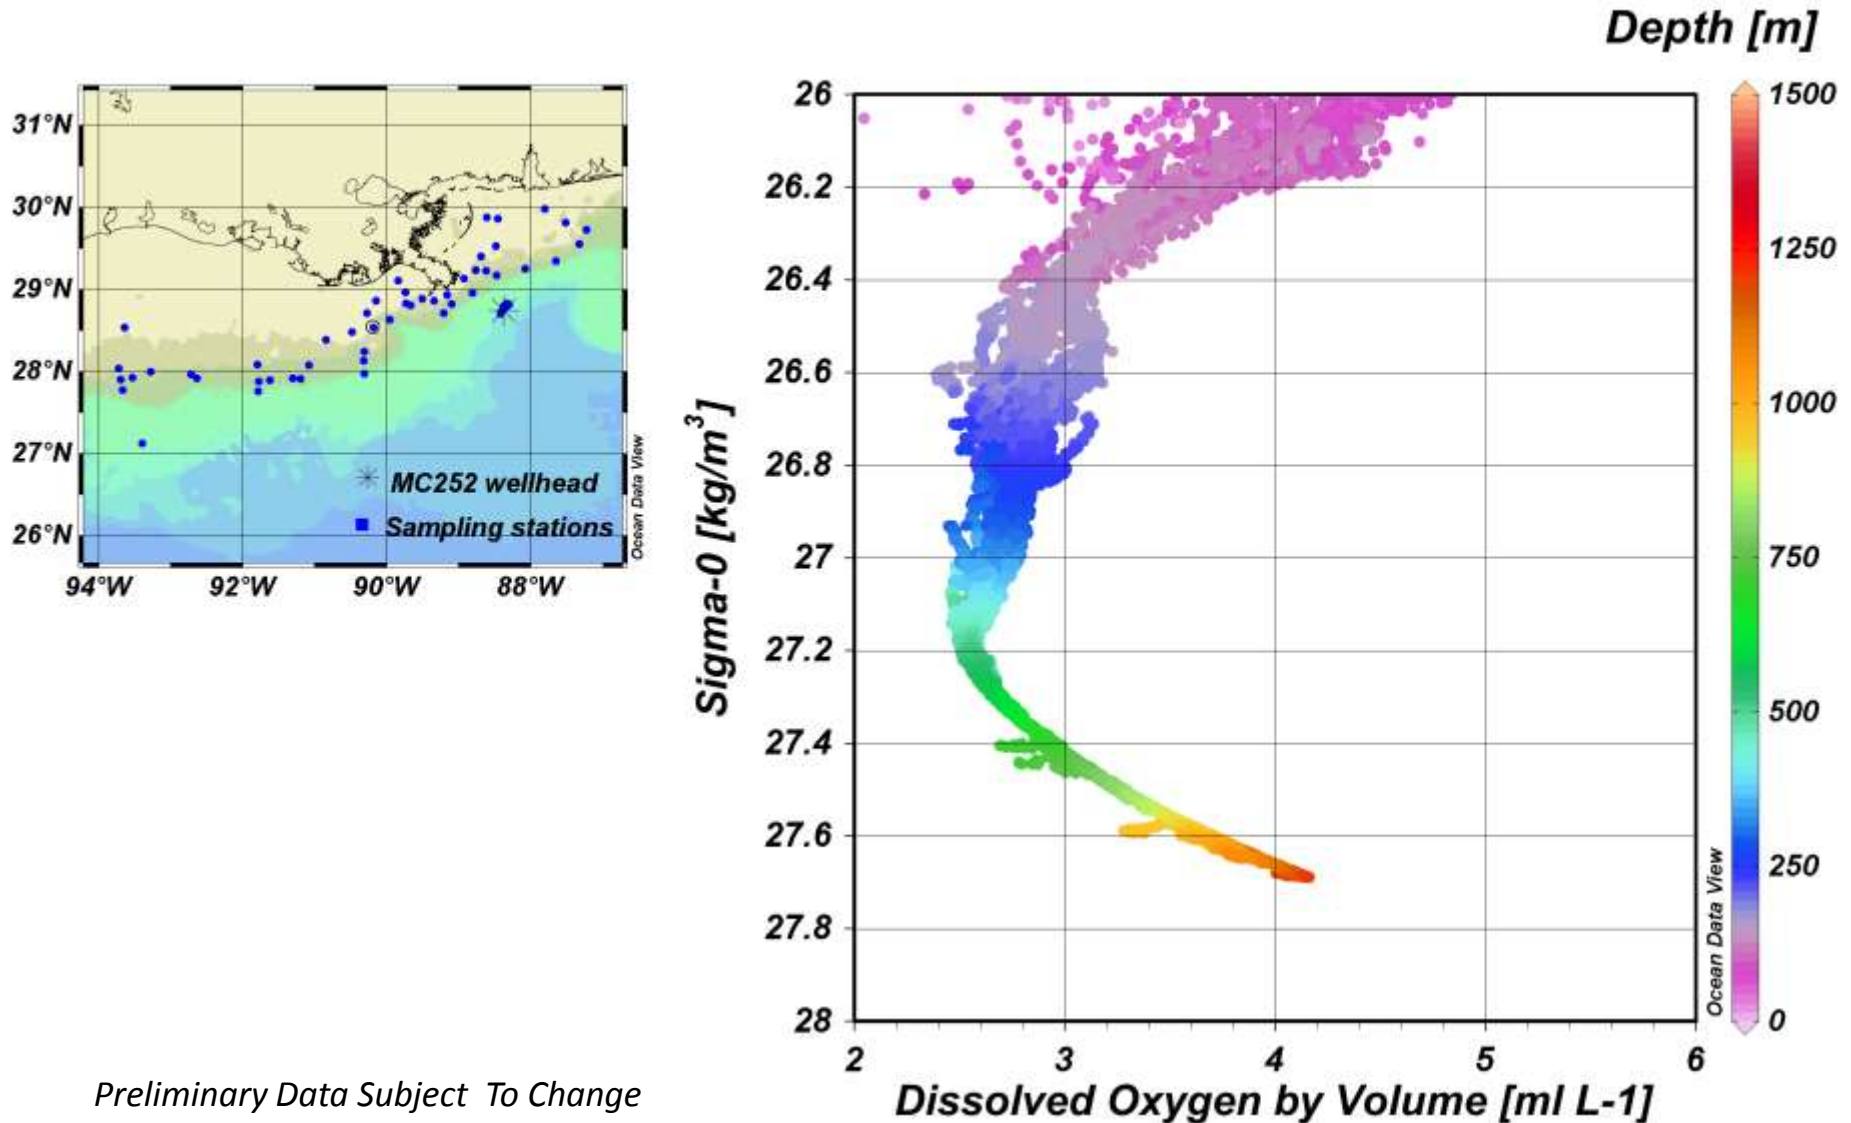 Depth [m]
31°N
30°N
29°N
28°N
27°N
26°N
94°W 92°W 90°W 88°W
MC252 wellhead
Sampling stations
Ocean Data View
Sigma-0 [kg/m³]
26
26.2
26.4
26.6
26.8
27
27.2
27.4
27.6
27.8
28
2 3 4 5 6
Dissolved Oxygen by Volume [ml L-1]
Ocean Data View
1500
1250
1000
750
500
250
0
Preliminary Data Subject To Change